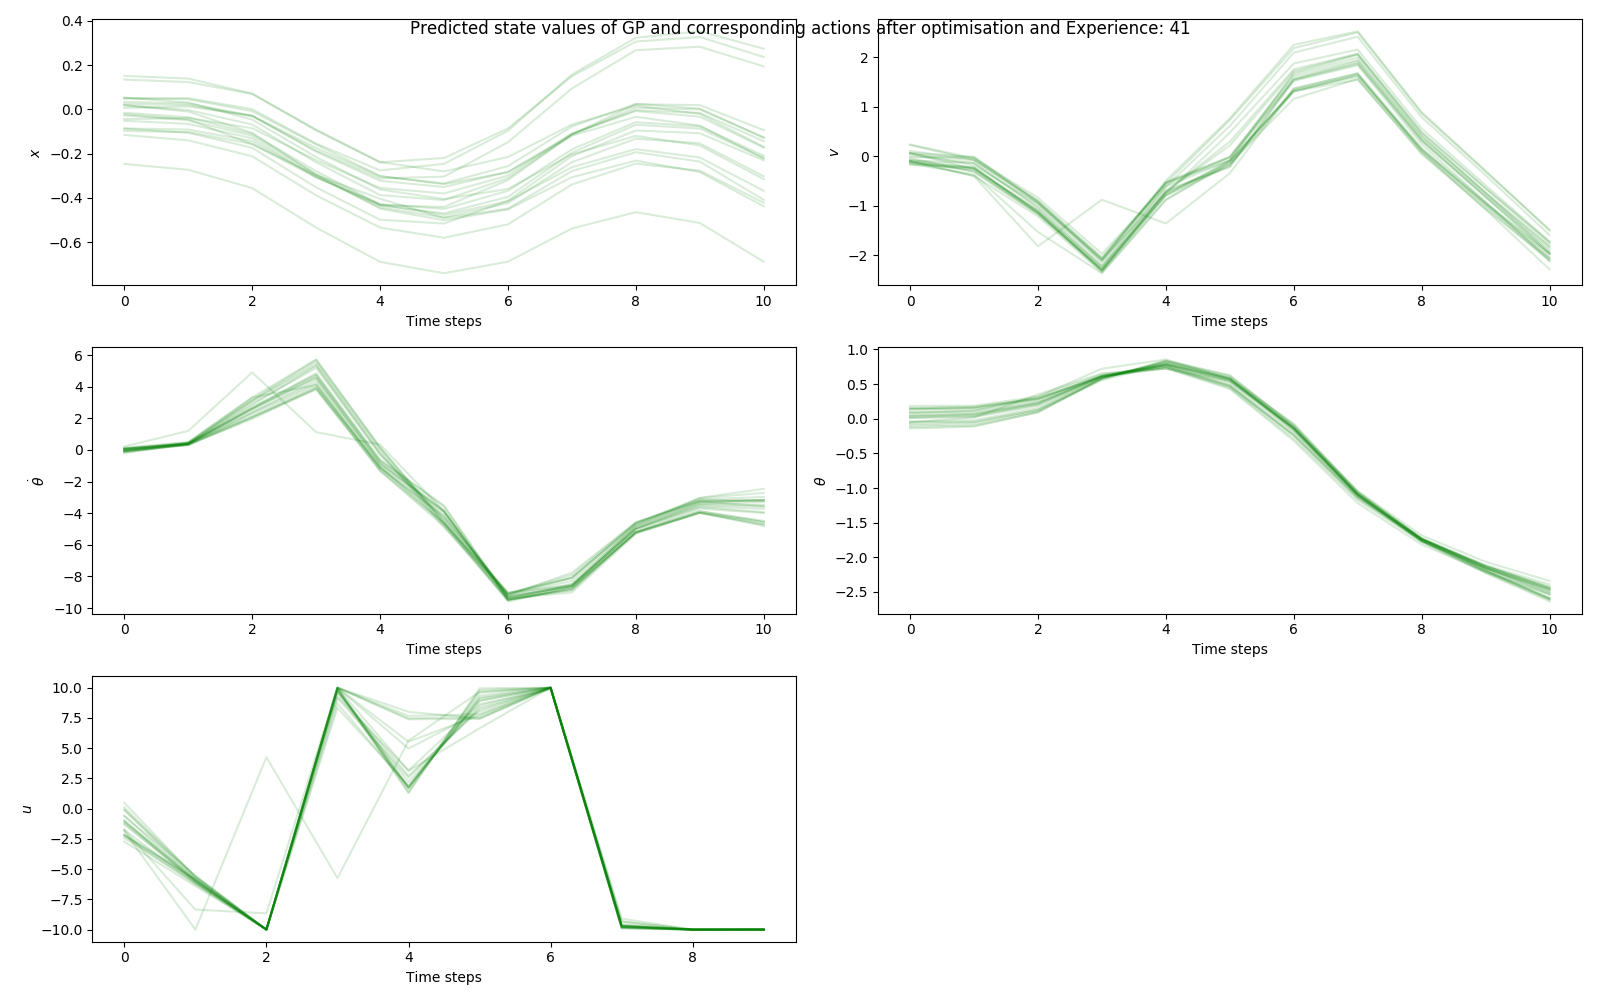 Predicted state values of GP and corresponding actions after optimisation and Experience: 41
0.4
0.2
0.0
−0.2
−0.4
−0.6
x
0 2 4 6 8 10
Time steps
2
1
0
−1
−2
v
0 2 4 6 8 10
Time steps
6
4
2
0
−2
−4
−6
−8
−10
θ̇
0 2 4 6 8 10
Time steps
1.0
0.5
0.0
−0.5
−1.0
−1.5
−2.0
−2.5
θ
0 2 4 6 8 10
Time steps
10.0
7.5
5.0
2.5
0.0
−2.5
−5.0
−7.5
−10.0
u
0 2 4 6 8
Time steps